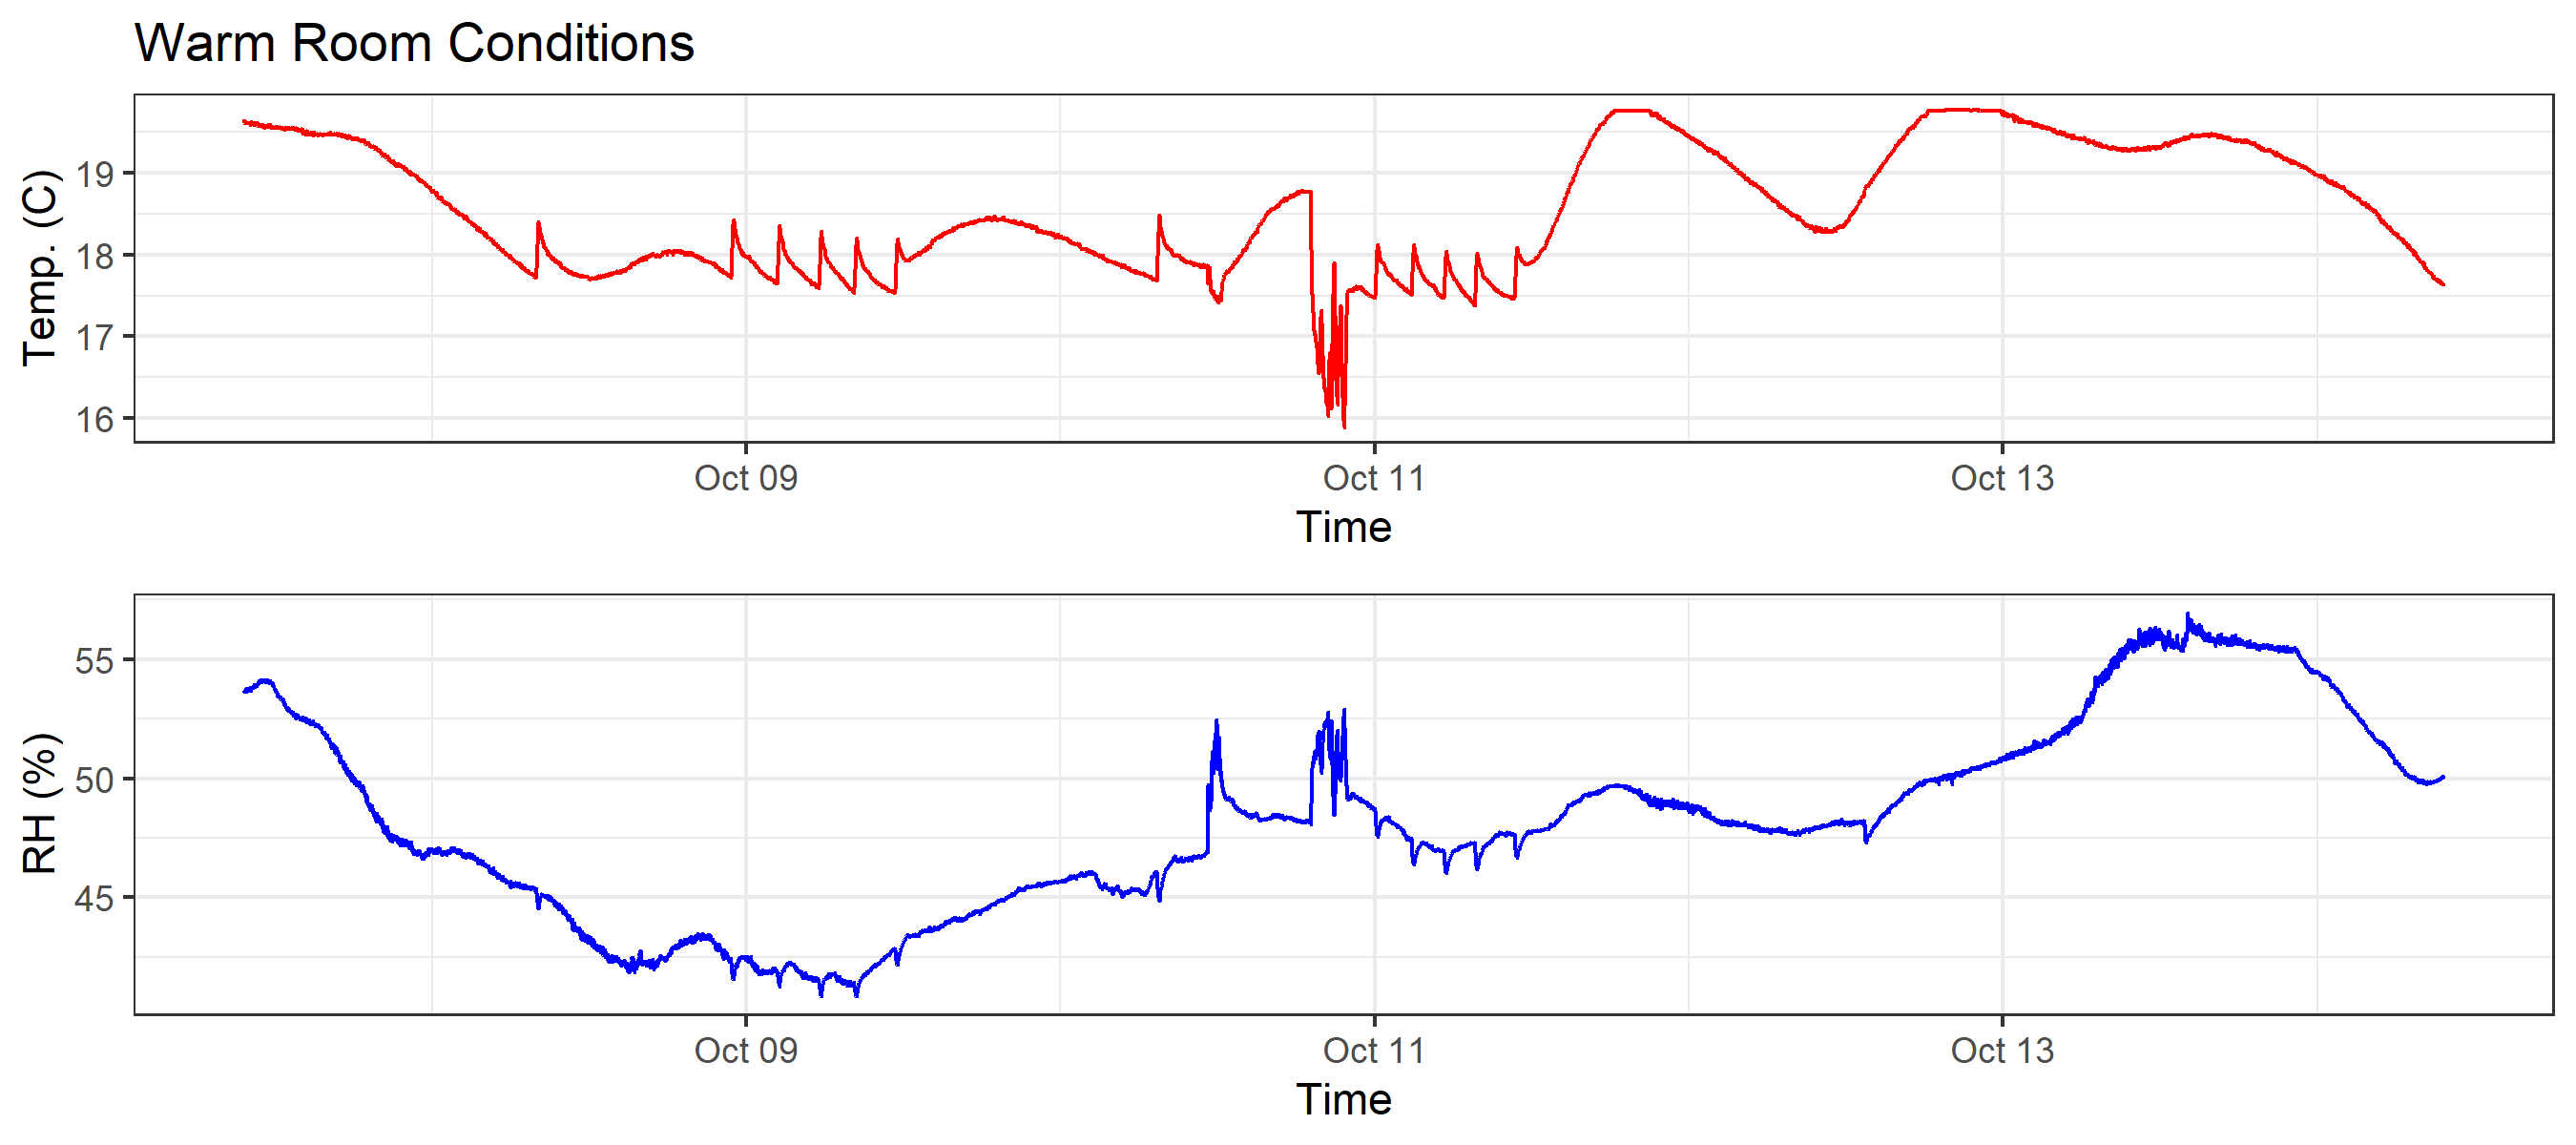 Warm Room Conditions
Temp. (C)
19
18
17
16
Oct 09 Oct 11 Oct 13
Time
RH (%)
55
50
45
Oct 09 Oct 11 Oct 13
Time